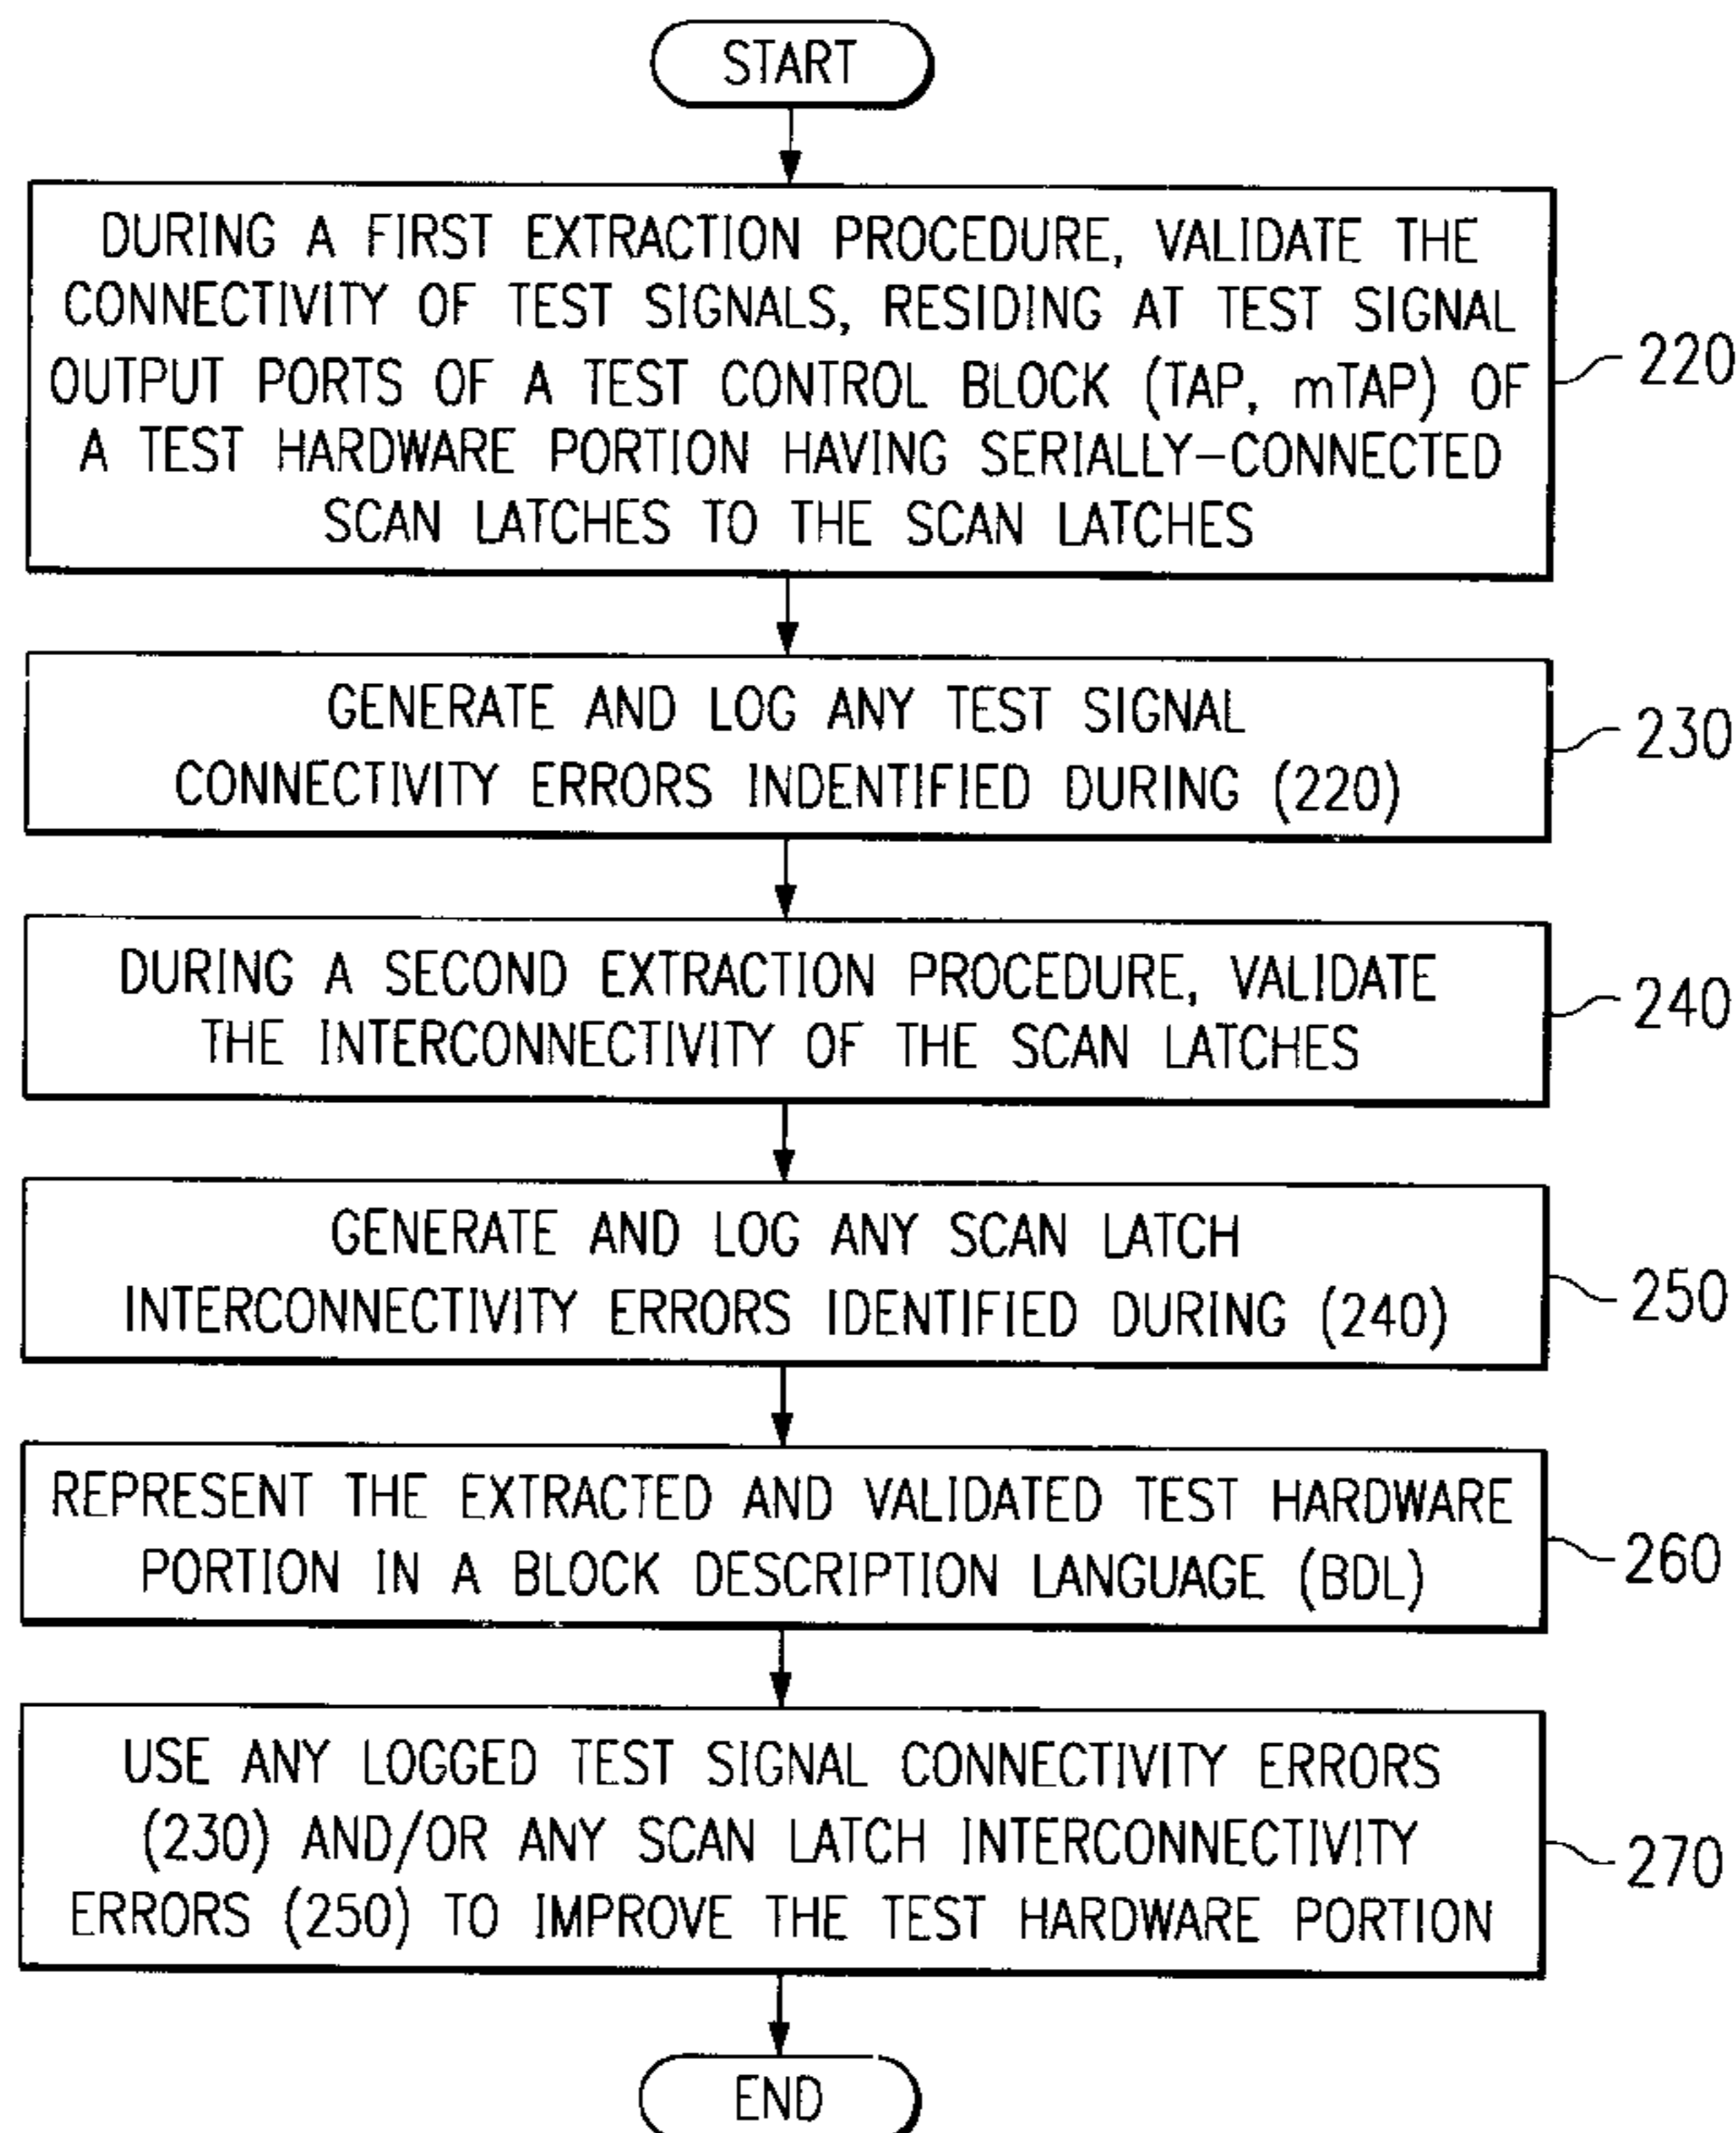 START
DURING A FIRST EXTRACTION PROCEDURE, VALIDATE THE
CONNECTIVITY OF TEST SIGNALS, RESIDING AT TEST SIGNAL
OUTPUT PORTS OF A TEST CONTROL BLOCK (TAP, mTAP) OF
A TEST HARDWARE PORTION HAVING SERIALLY-CONNECTED
SCAN LATCHES TO THE SCAN LATCHES
220
GENERATE AND LOG ANY TEST SIGNAL
CONNECTIVITY ERRORS INDENTIFIED DURING (220)
230
DURING A SECOND EXTRACTION PROCEDURE, VALIDATE
THE INTERCONNECTIVITY OF THE SCAN LATCHES
240
GENERATE AND LOG ANY SCAN LATCH
INTERCONNECTIVITY ERRORS IDENTIFIED DURING (240)
250
REPRESENT THE EXTRACTED AND VALIDATED TEST HARDWARE
PORTION IN A BLOCK DESCRIPTION LANGUAGE (BDL)
260
USE ANY LOGGED TEST SIGNAL CONNECTIVITY ERRORS
(230) AND/OR ANY SCAN LATCH INTERCONNECTIVITY
ERRORS (250) TO IMPROVE THE TEST HARDWARE PORTION
270
END